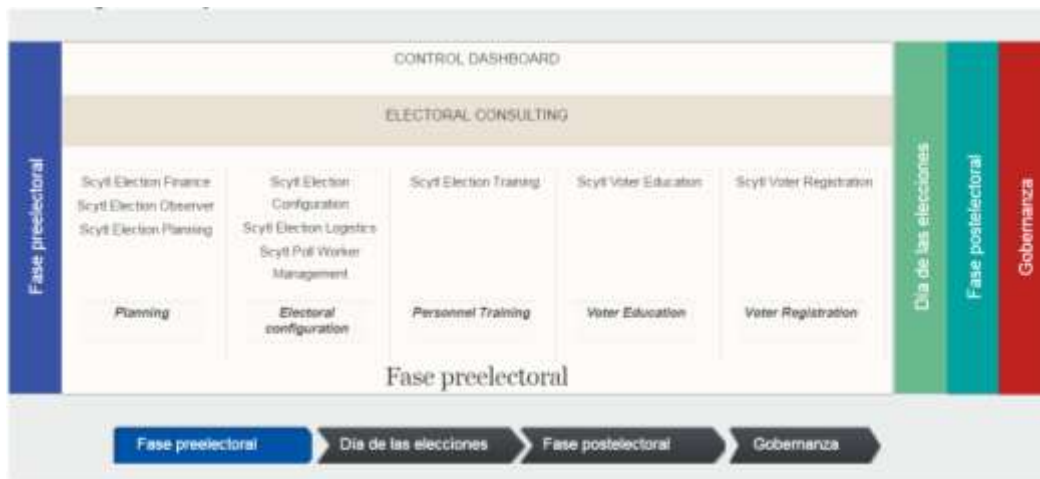 CONTROL DASHBOARD
ELECTORAL CONSULTING
Fase preelectoral
Scytl Election Finance
Scytl Election Observer
Scytl Election Planning
Planning
Scytl Election
Configuration
Scytl Election Logistics
Scytl Poll Worker
Management
Electoral
configuration
Scytl Election Training
Personnel Training
Scytl Voter Education
Voter Education
Scytl Voter Registration
Voter Registration
Fase preelectoral
Día de las elecciones
Fase postelectoral
Gobernanza
Fase preelectoral
Día de las elecciones
Fase postelectoral
Gobernanza